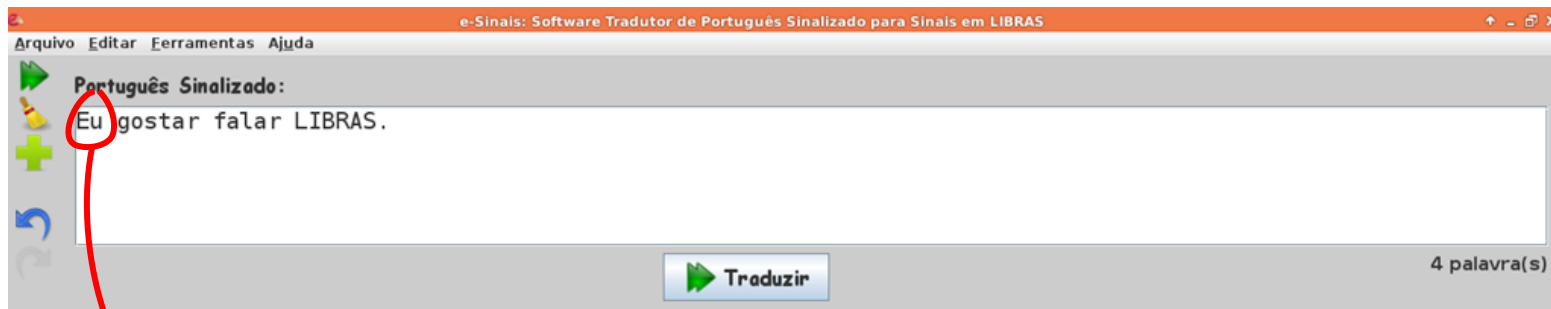 e-Sinais: Software Tradutor de Português Sinalizado para Sinais em LIBRAS
Arquivo Editar Ferramentas Ajuda
Português Sinalizado:
Eu gostar falar LIBRAS.
Traduzir
4 palavra(s)